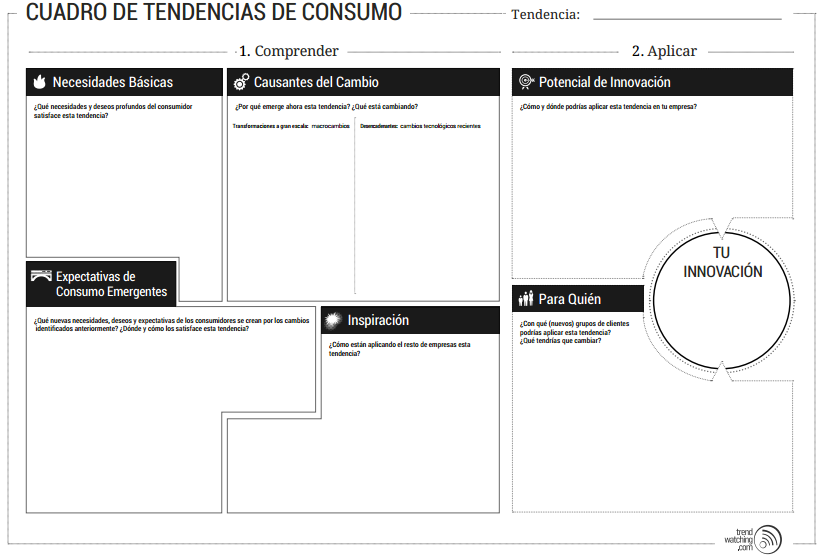 CUADRO DE TENDENCIAS DE CONSUMO
Tendencia:
1. Comprender
2. Aplicar
Necesidades Básicas
¿Qué necesidades y deseos profundos del consumidor
satisface esta tendencia?
Causantes del Cambio
¿Por qué emerge ahora esta tendencia? ¿Qué está cambiando?
Transformaciones a gran escala: macrocambios
Desencadenantes: cambios tecnológicos recientes
Potencial de Innovación
¿Cómo y dónde podrías aplicar esta tendencia en tu empresa?
Expectativas de
Consumo Emergentes
¿Qué nuevas necesidades, deseos y expectativas de los consumidores se crean por los cambios
identificados anteriormente? ¿Dónde y cómo los satisface esta tendencia?
Inspiración
¿Cómo están aplicando el resto de empresas esta
tendencia?
TU
INNOVACIÓN
Para Quién
¿Con qué (nuevos) grupos de clientes
podrías aplicar esta tendencia?
¿Qué tendrías que cambiar?
trend
watching
.com